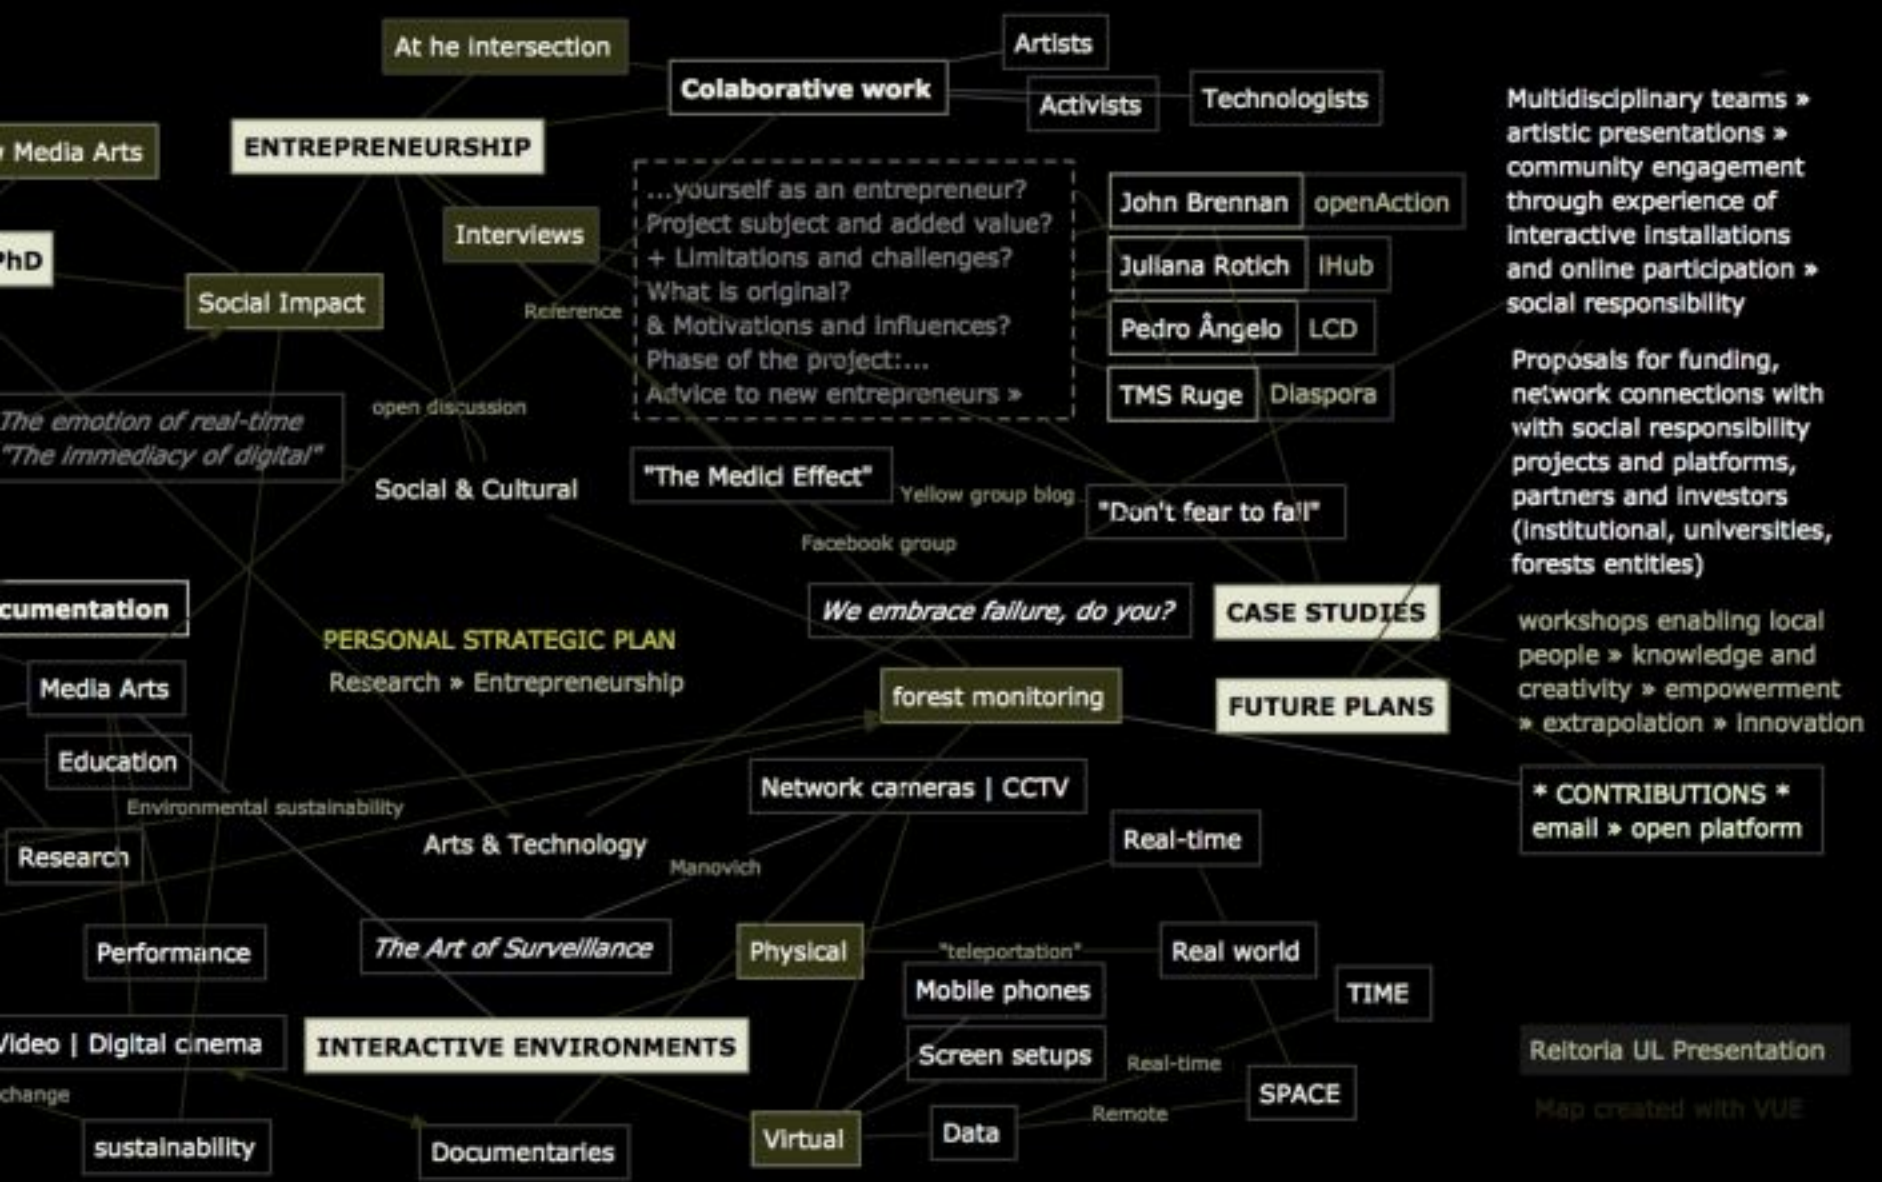 At he intersection
Colaborative work
Artists
Activists
Technologists
ENTREPRENEURSHIP
Media Arts
Interviews
PhD
Social Impact
Reference
...yourself as an entrepreneur?
Project subject and added value?
+ Limitations and challenges?
What is original?
& Motivations and influences?
Phase of the project:...
Advice to new entrepreneurs »
John Brennan openAction
Juliana Rotich iHub
Pedro Ângelo LCD
TMS Ruge Diaspora
Multidisciplinary teams »
artistic presentations »
community engagement
through experience of
interactive installations
and online participation »
social responsibility
Proposals for funding,
network connections with
with social responsibility
projects and platforms,
partners and investors
(institutional, universities,
forests entities)
workshops enabling local
people » knowledge and
creativity » empowerment
» extrapolation » innovation
* CONTRIBUTIONS *
email » open platform
The emotion of real-time
"The immediacy of digital"
open discussion
Social & Cultural
"The Medici Effect"
Yellow group blog
"Don't fear to fail"
Facebook group
We embrace failure, do you?
CASE STUDIES
FUTURE PLANS
cumentation
PERSONAL STRATEGIC PLAN
Research » Entrepreneurship
forest monitoring
Media Arts
Education
Environmental sustainability
Research
Network cameras | CCTV
Arts & Technology
Manovich
Real-time
Performance
The Art of Surveillance
Physical
"teleportation"
Real world
Mobile phones
TIME
Video | Digital cinema
INTERACTIVE ENVIRONMENTS
Screen setups
Real-time
SPACE
change
sustainability
Documentaries
Virtual
Data
Remote
Reitoria UL Presentation
Map created with VUE